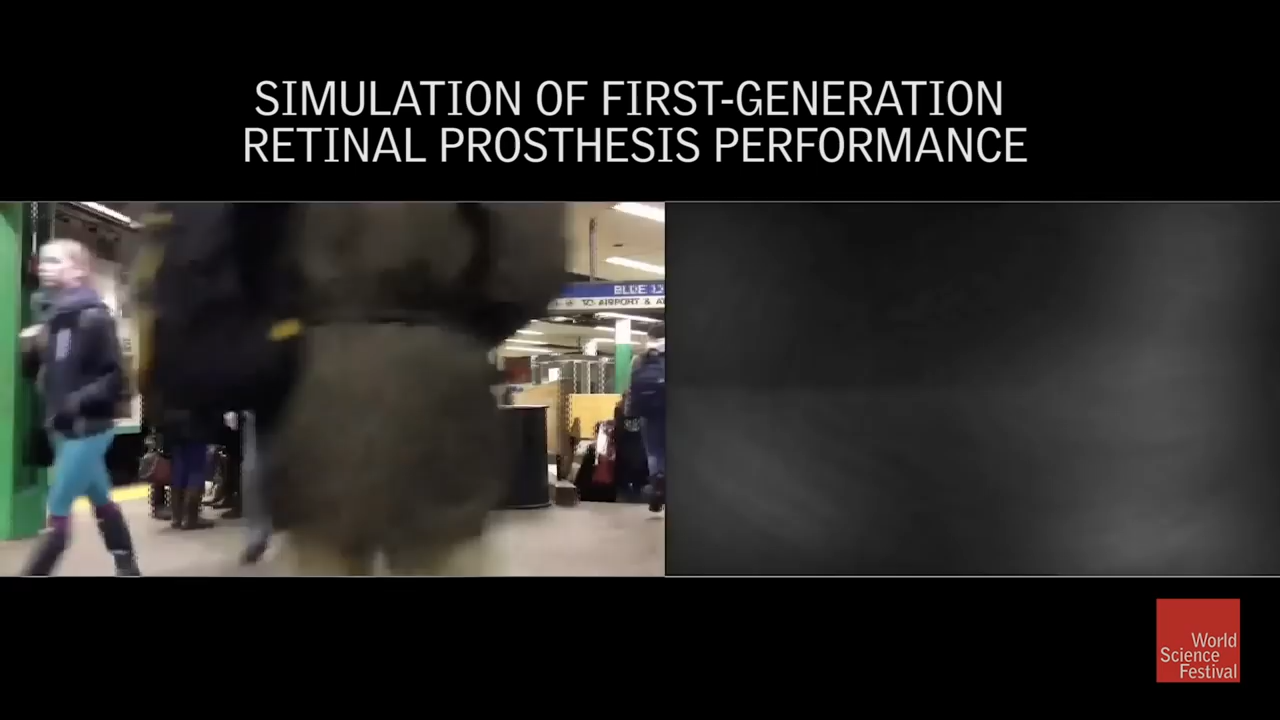 SIMULATION OF FIRST-GENERATION
RETINAL PROSTHESIS PERFORMANCE
BLUE
TO AIRPORT &
World
Science
Festival